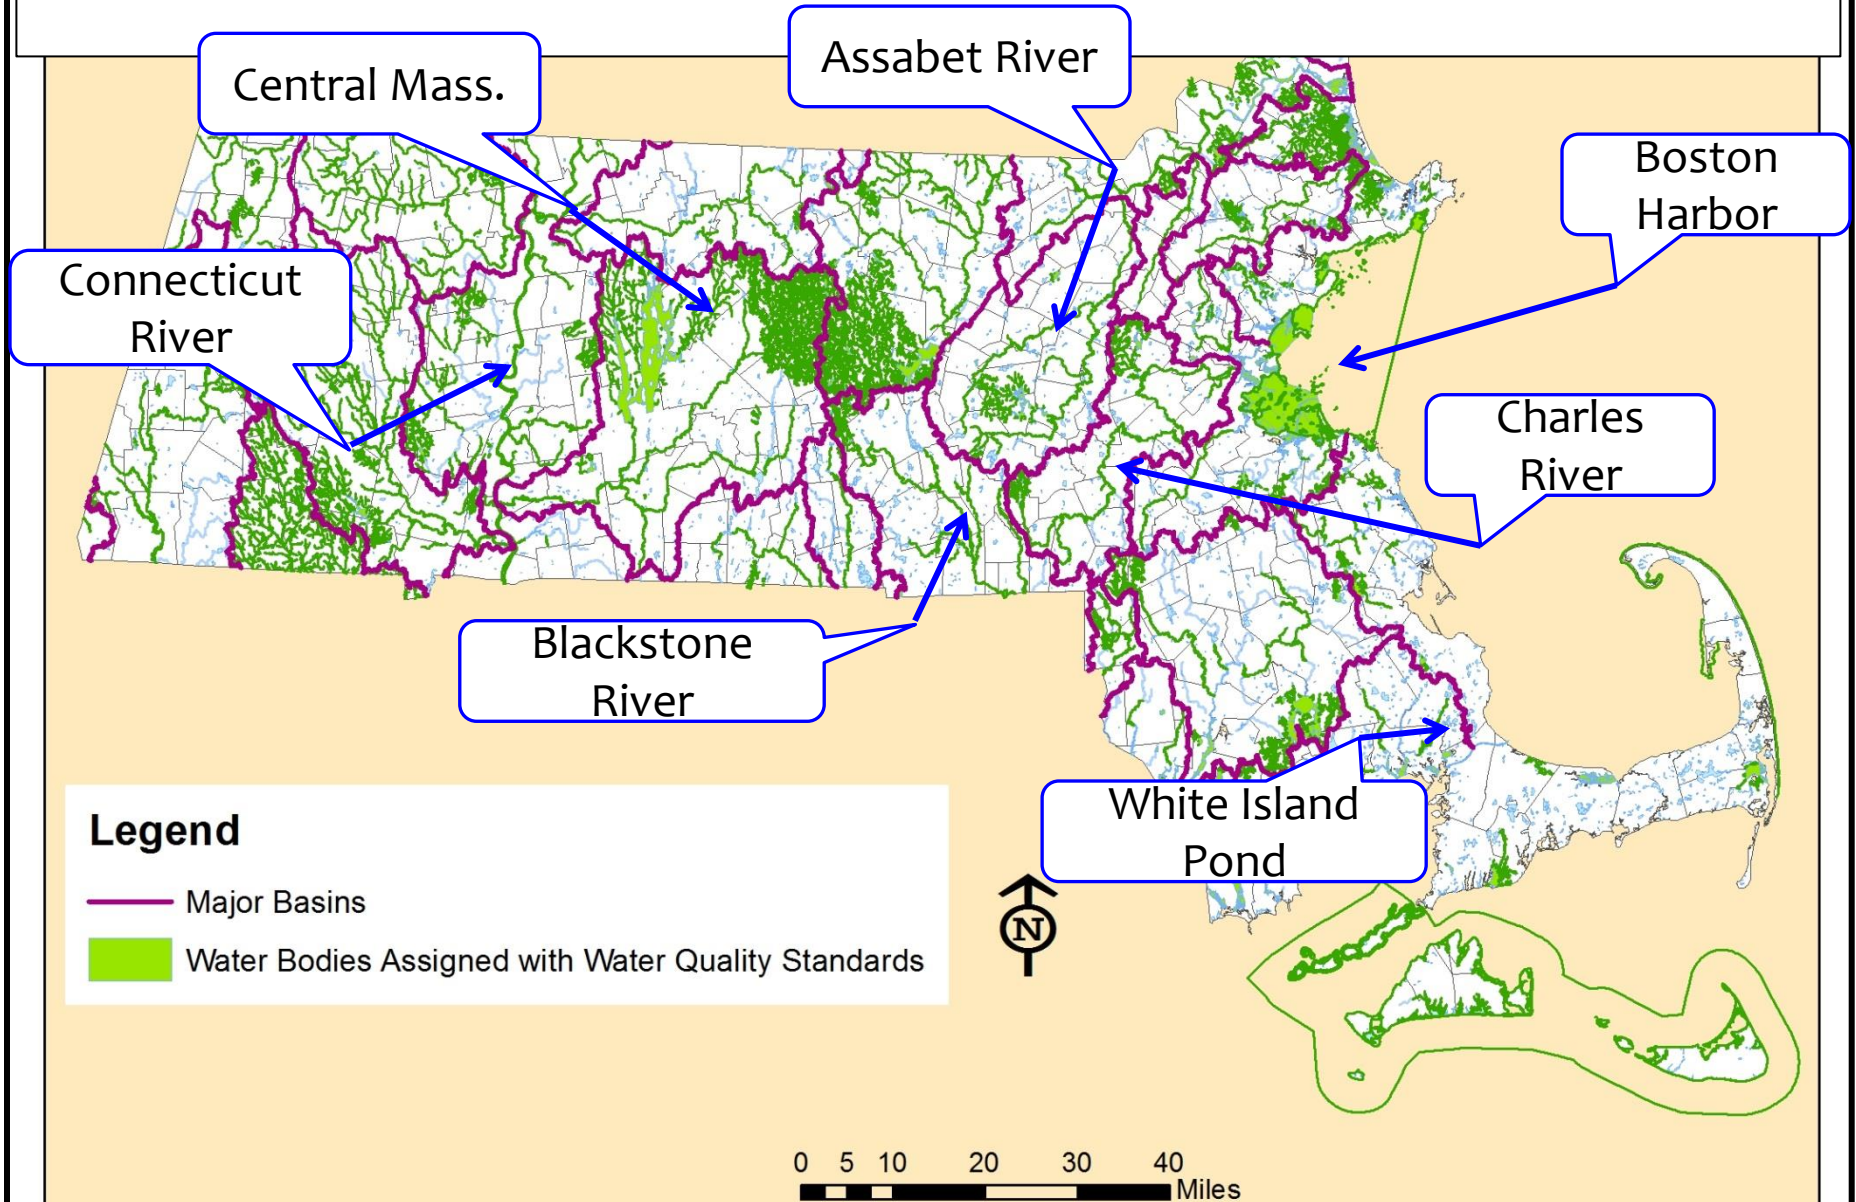 Central Mass.
Assabet River
Boston
Harbor
Connecticut
River
Charles
River
Blackstone
River
White Island
Pond
Legend
Major Basins
Water Bodies Assigned with Water Quality Standards
N
0 5 10 20 30 40
Miles